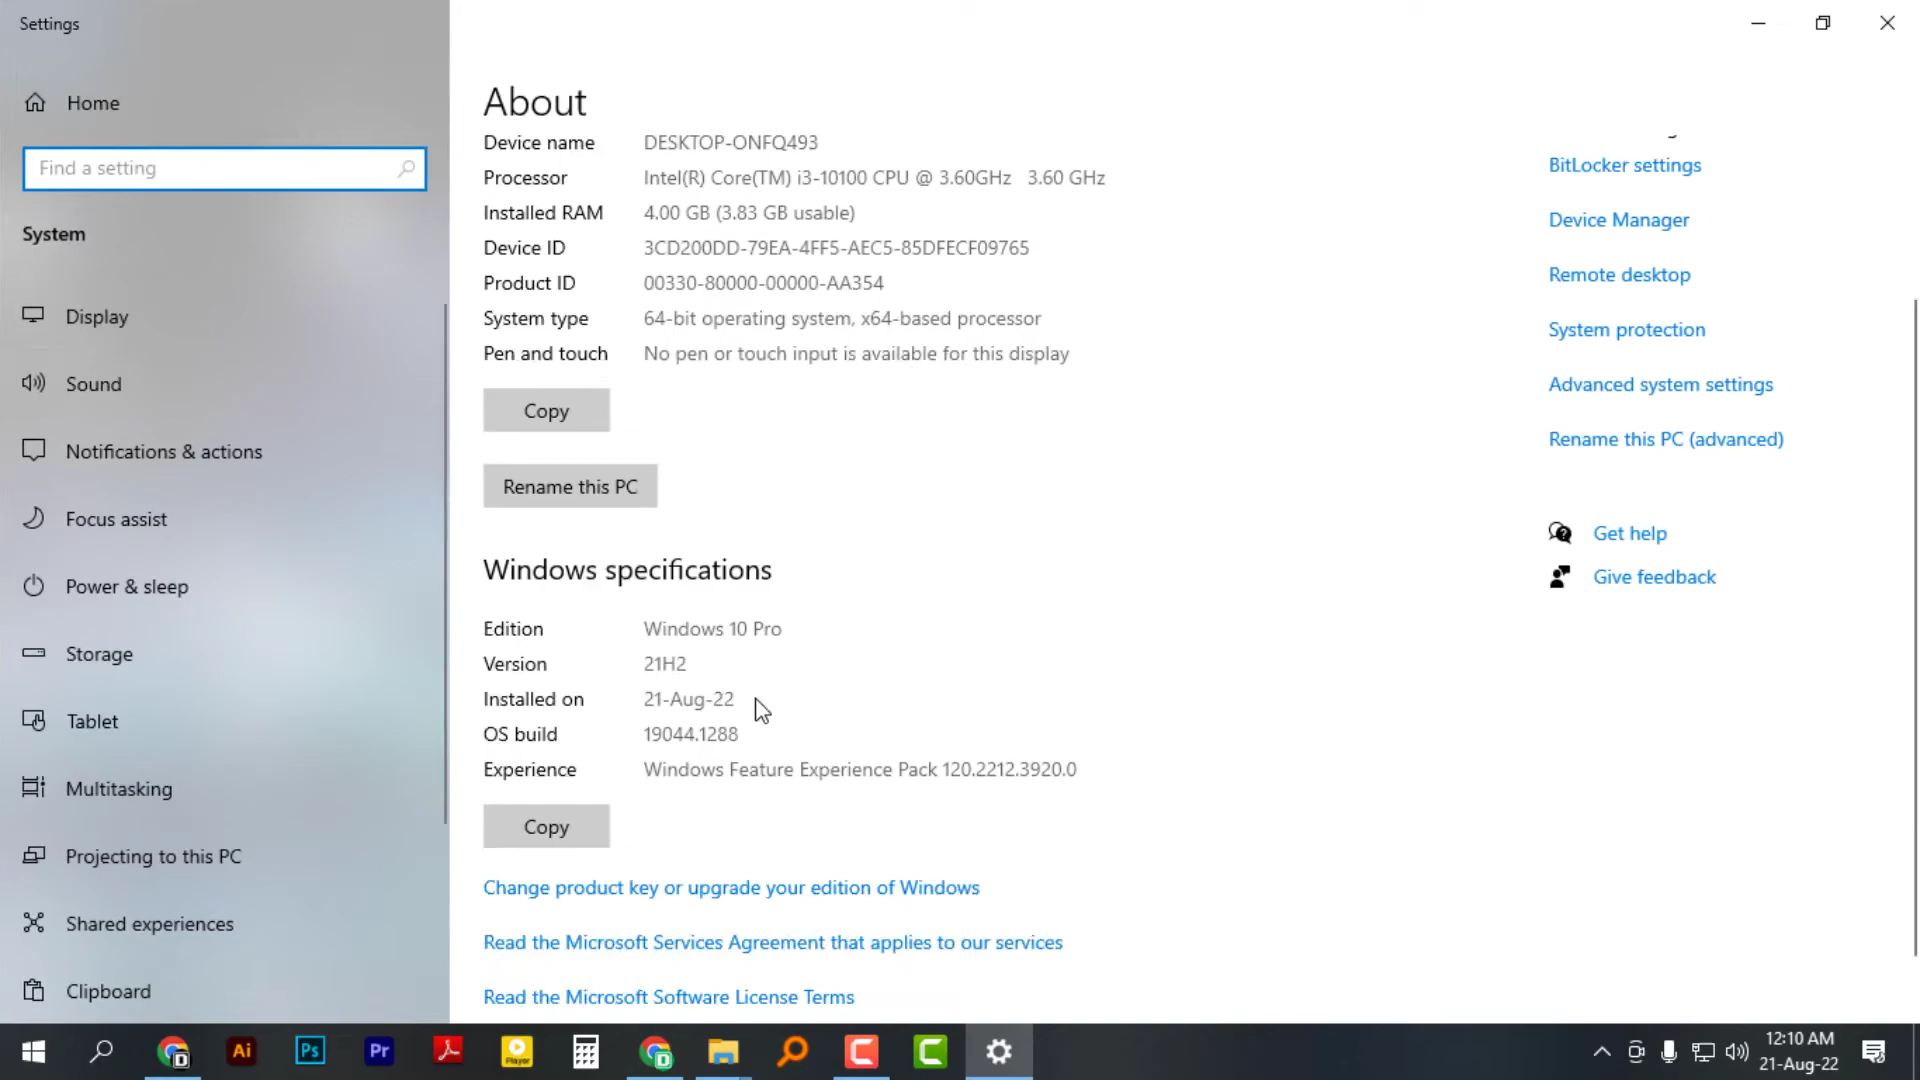 Settings
Home
Find a setting
System
Display
Sound
Notifications & actions
Focus assist
Power & sleep
Storage
Tablet
Multitasking
Projecting to this PC
Shared experiences
Clipboard
About
Device name DESKTOP-ONFQ493
Processor Intel(R) Core(TM) i3-10100 CPU @ 3.60GHz 3.60 GHz
Installed RAM 4.00 GB (3.83 GB usable)
Device ID 3CD200DD-79EA-4FF5-AEC5-85DFECF09765
Product ID 00330-80000-00000-AA354
System type 64-bit operating system, x64-based processor
Pen and touch No pen or touch input is available for this display
Copy
Rename this PC
Windows specifications
Edition Windows 10 Pro
Version 21H2
Installed on 21-Aug-22
OS build 19044.1288
Experience Windows Feature Experience Pack 120.2212.3920.0
Copy
Change product key or upgrade your edition of Windows
Read the Microsoft Services Agreement that applies to our services
Read the Microsoft Software License Terms
BitLocker settings
Device Manager
Remote desktop
System protection
Advanced system settings
Rename this PC (advanced)
Get help
Give feedback
D
Ai
Ps
Pr
Player
D
C
C
12:10 AM
21-Aug-22